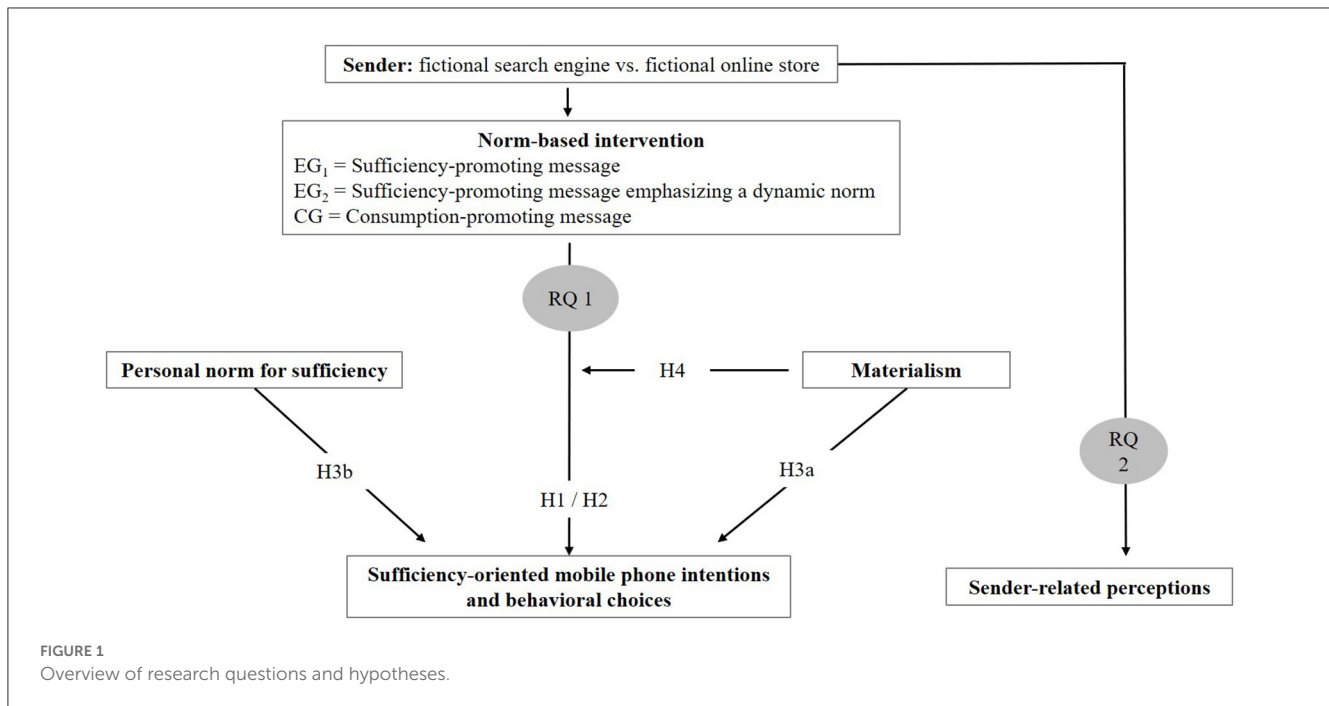 Sender: fictional search engine vs. fictional online store
Norm-based intervention
EG₁ = Sufficiency-promoting message
EG₂ = Sufficiency-promoting message emphasizing a dynamic norm
CG = Consumption-promoting message
RQ 1
Personal norm for sufficiency
H4
Materialism
RQ
2
H3b
H3a
H1 / H2
Sufficiency-oriented mobile phone intentions
and behavioral choices
Sender-related perceptions
FIGURE 1
Overview of research questions and hypotheses.